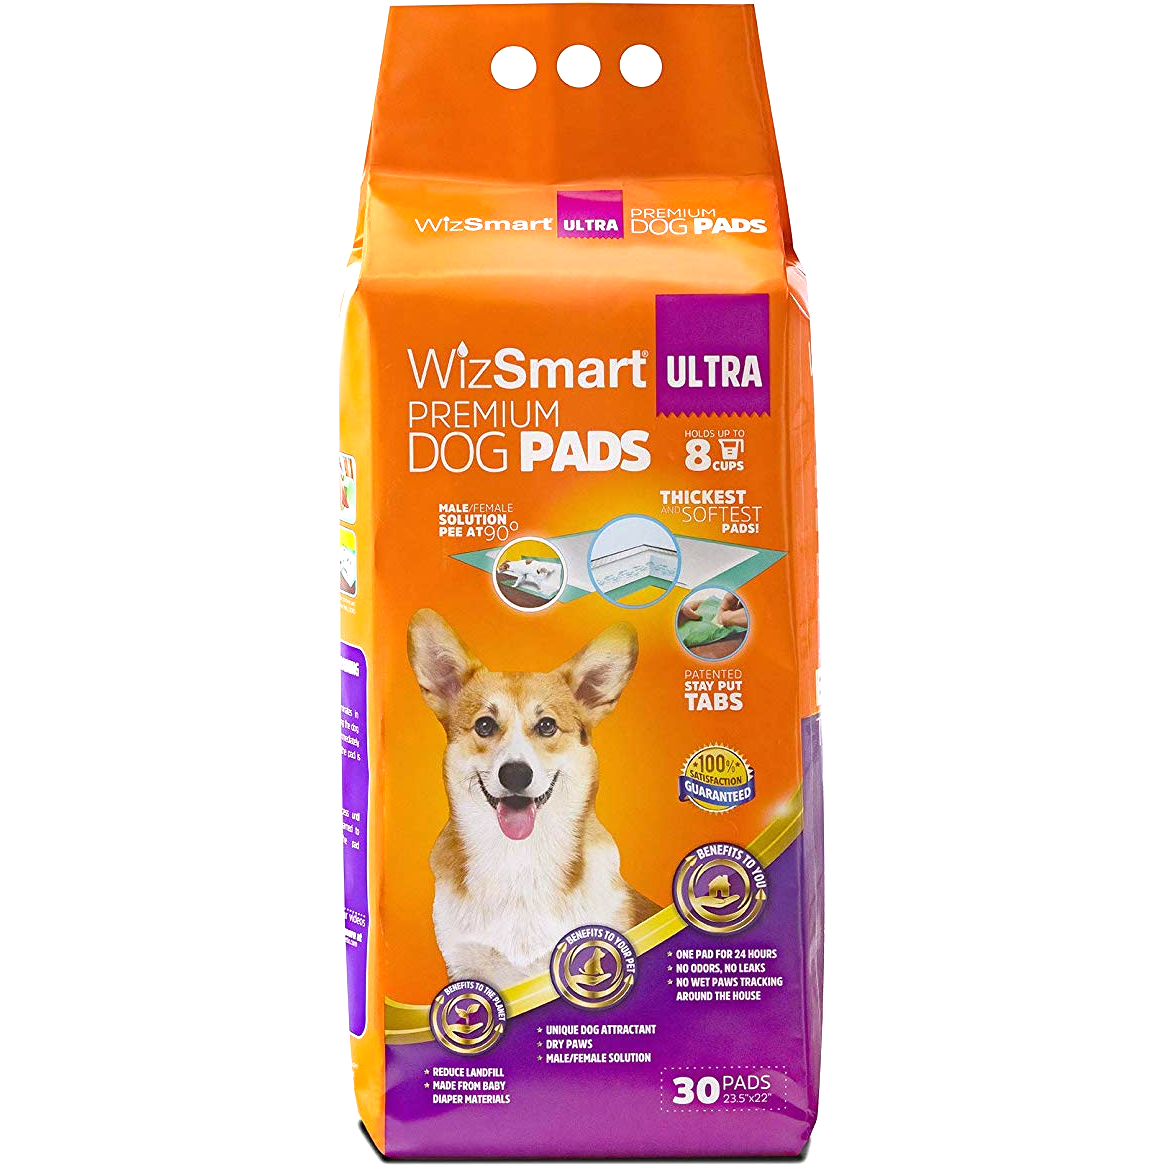 WizSmart ULTRA PREMIUM DOG PADS
WizSmart® ULTRA
PREMIUM
DOG PADS
HOLDS UP TO
8 CUPS
MALE/FEMALE
SOLUTION
PEE AT 90°
THICKEST
AND SOFTEST
PADS!
PATENTED
STAY PUT
TABS
100%
SATISFACTION
GUARANTEED
BENEFITS TO YOU
ONE PAD FOR 24 HOURS
NO ODORS, NO LEAKS
NO WET PAWS TRACKING
AROUND THE HOUSE
BENEFITS TO YOUR PET
UNIQUE DOG ATTRACTANT
DRY PAWS
MALE/FEMALE SOLUTION
BENEFITS TO THE PLANET
REDUCE LANDFILL
MADE FROM BABY
DIAPER MATERIALS
30 PADS
23.5"x22"